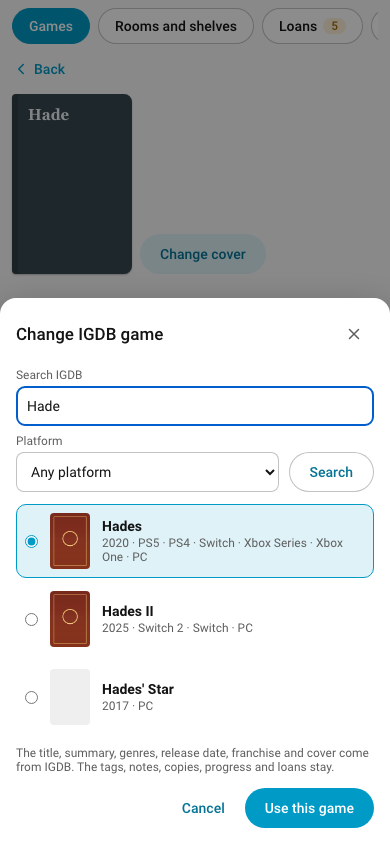 Games
Rooms and shelves
Loans 5
Back
Hade
Change cover
Change IGDB game
Search IGDB
Hade
Platform
Any platform
Search
Hades
2020 · PS5 · PS4 · Switch · Xbox Series · Xbox
One · PC
Hades II
2025 · Switch 2 · Switch · PC
Hades' Star
2017 · PC
The title, summary, genres, release date, franchise and cover come
from IGDB. The tags, notes, copies, progress and loans stay.
Cancel
Use this game